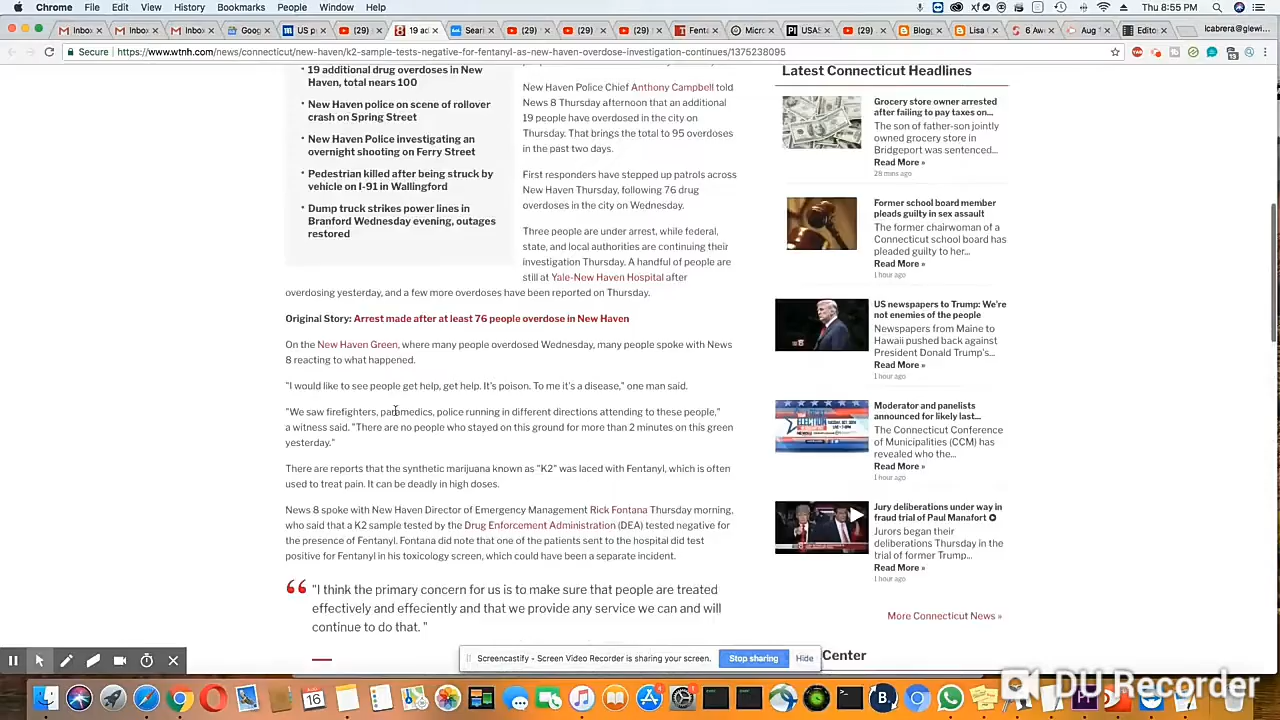 Chrome File Edit View History Bookmarks People Window Help Thu 8:55 PM
Inbox Inbox Inbox Goog US p (29) 19 ad Seari (29) (29) (29) Fenta Micro USAS (29) Blogg Lisa ( 6 Awe Aug 1 Editor
Secure https://www.wtnh.com/news/connecticut/new-haven/k2-sample-tests-negative-for-fentanyl-as-new-haven-overdose-investigation-continues/1375238095
lcabrera@glewi...
19 additional drug overdoses in New
Haven, total nears 100
New Haven police on scene of rollover
crash on Spring Street
New Haven Police investigating an
overnight shooting on Ferry Street
Pedestrian killed after being struck by
vehicle on I-91 in Wallingford
Dump truck strikes power lines in
Branford Wednesday evening, outages
restored
New Haven Police Chief Anthony Campbell told
News 8 Thursday afternoon that an additional
19 people have overdosed in the city on
Thursday. That brings the total to 95 overdoses
in the past two days.
First responders have stepped up patrols across
New Haven Thursday, following 76 drug
overdoses in the city on Wednesday.
Three people are under arrest, while federal,
state, and local authorities are continuing their
investigation Thursday. A handful of people are
still at Yale-New Haven Hospital after
overdosing yesterday, and a few more overdoses have been reported on Thursday.
Original Story: Arrest made after at least 76 people overdose in New Haven
On the New Haven Green, where many people overdosed Wednesday, many people spoke with News
8 reacting to what happened.
"I would like to see people get help, get help. It's poison. To me it's a disease," one man said.
"We saw firefighters, paramedics, police running in different directions attending to these people,"
a witness said. "There are no people who stayed on this ground for more than 2 minutes on this green
yesterday."
There are reports that the synthetic marijuana known as "K2" was laced with Fentanyl, which is often
used to treat pain. It can be deadly in high doses.
News 8 spoke with New Haven Director of Emergency Management Rick Fontana Thursday morning,
who said that a K2 sample tested by the Drug Enforcement Administration (DEA) tested negative for
the presence of Fentanyl. Fontana did note that one of the patients sent to the hospital did test
positive for Fentanyl in his toxicology screen, which could have been a separate incident.
"I think the primary concern for us is to make sure that people are treated
effectively and effeciently and that we provide any service we can and will
continue to do that. "
Latest Connecticut Headlines
Grocery store owner arrested
after failing to pay taxes on...
The son of father-son jointly
owned grocery store in
Bridgeport was sentenced...
Read More »
28 mins ago
Former school board member
pleads guilty in sex assault
The former chairwoman of a
Connecticut school board has
pleaded guilty to her...
Read More »
1 hour ago
US newspapers to Trump: We're
not enemies of the people
Newspapers from Maine to
Hawaii pushed back against
President Donald Trump's...
Read More »
1 hour ago
Moderator and panelists
announced for likely last...
The Connecticut Conference
of Municipalities (CCM) has
revealed who the...
Read More »
1 hour ago
Jury deliberations under way in
fraud trial of Paul Manafort
Jurors began their
deliberations Thursday in the
trial of former Trump...
Read More »
1 hour ago
More Connecticut News »
Center
Screencastify - Screen Video Recorder is sharing your screen. Stop sharing Hide
DU Recorder